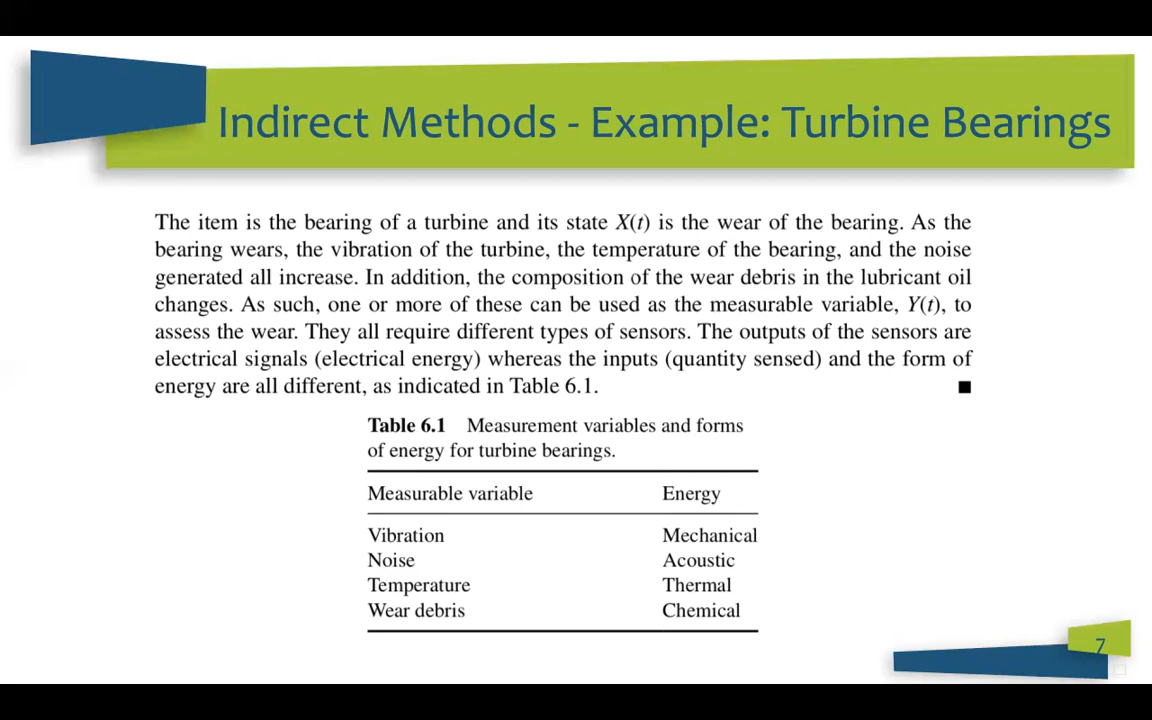 Indirect Methods - Example: Turbine Bearings
The item is the bearing of a turbine and its state X(t) is the wear of the bearing. As the
bearing wears, the vibration of the turbine, the temperature of the bearing, and the noise
generated all increase. In addition, the composition of the wear debris in the lubricant oil
changes. As such, one or more of these can be used as the measurable variable, Y(t), to
assess the wear. They all require different types of sensors. The outputs of the sensors are
electrical signals (electrical energy) whereas the inputs (quantity sensed) and the form of
energy are all different, as indicated in Table 6.1. ■
Table 6.1 Measurement variables and forms
of energy for turbine bearings.
Measurable variable Energy
Vibration Mechanical
Noise Acoustic
Temperature Thermal
Wear debris Chemical
7